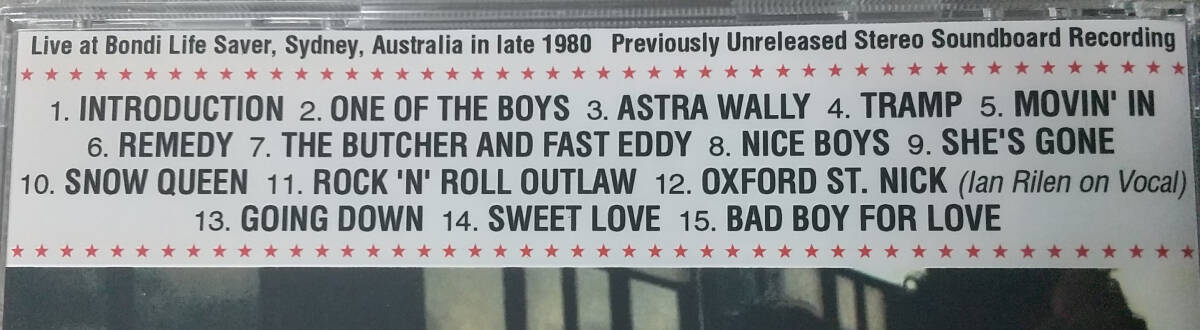 Live at Bondi Life Saver, Sydney, Australia in late 1980 Previously Unreleased Stereo Soundboard Recording
1. INTRODUCTION 2. ONE OF THE BOYS 3. ASTRA WALLY 4. TRAMP 5. MOVIN' IN
6. REMEDY 7. THE BUTCHER AND FAST EDDY 8. NICE BOYS 9. SHE'S GONE
10. SNOW QUEEN 11. ROCK 'N' ROLL OUTLAW 12. OXFORD ST. NICK (Ian Rilen on Vocal)
13. GOING DOWN 14. SWEET LOVE 15. BAD BOY FOR LOVE